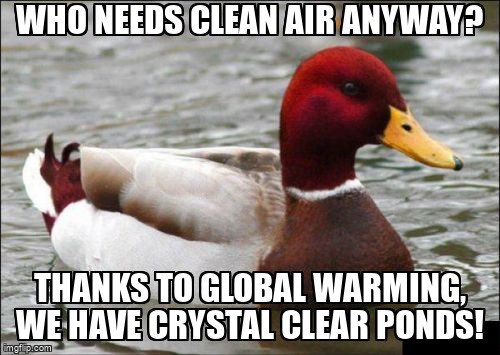 WHO NEEDS CLEAN AIR ANYWAY?
THANKS TO GLOBAL WARMING,
WE HAVE CRYSTAL CLEAR PONDS!
imgflip.com